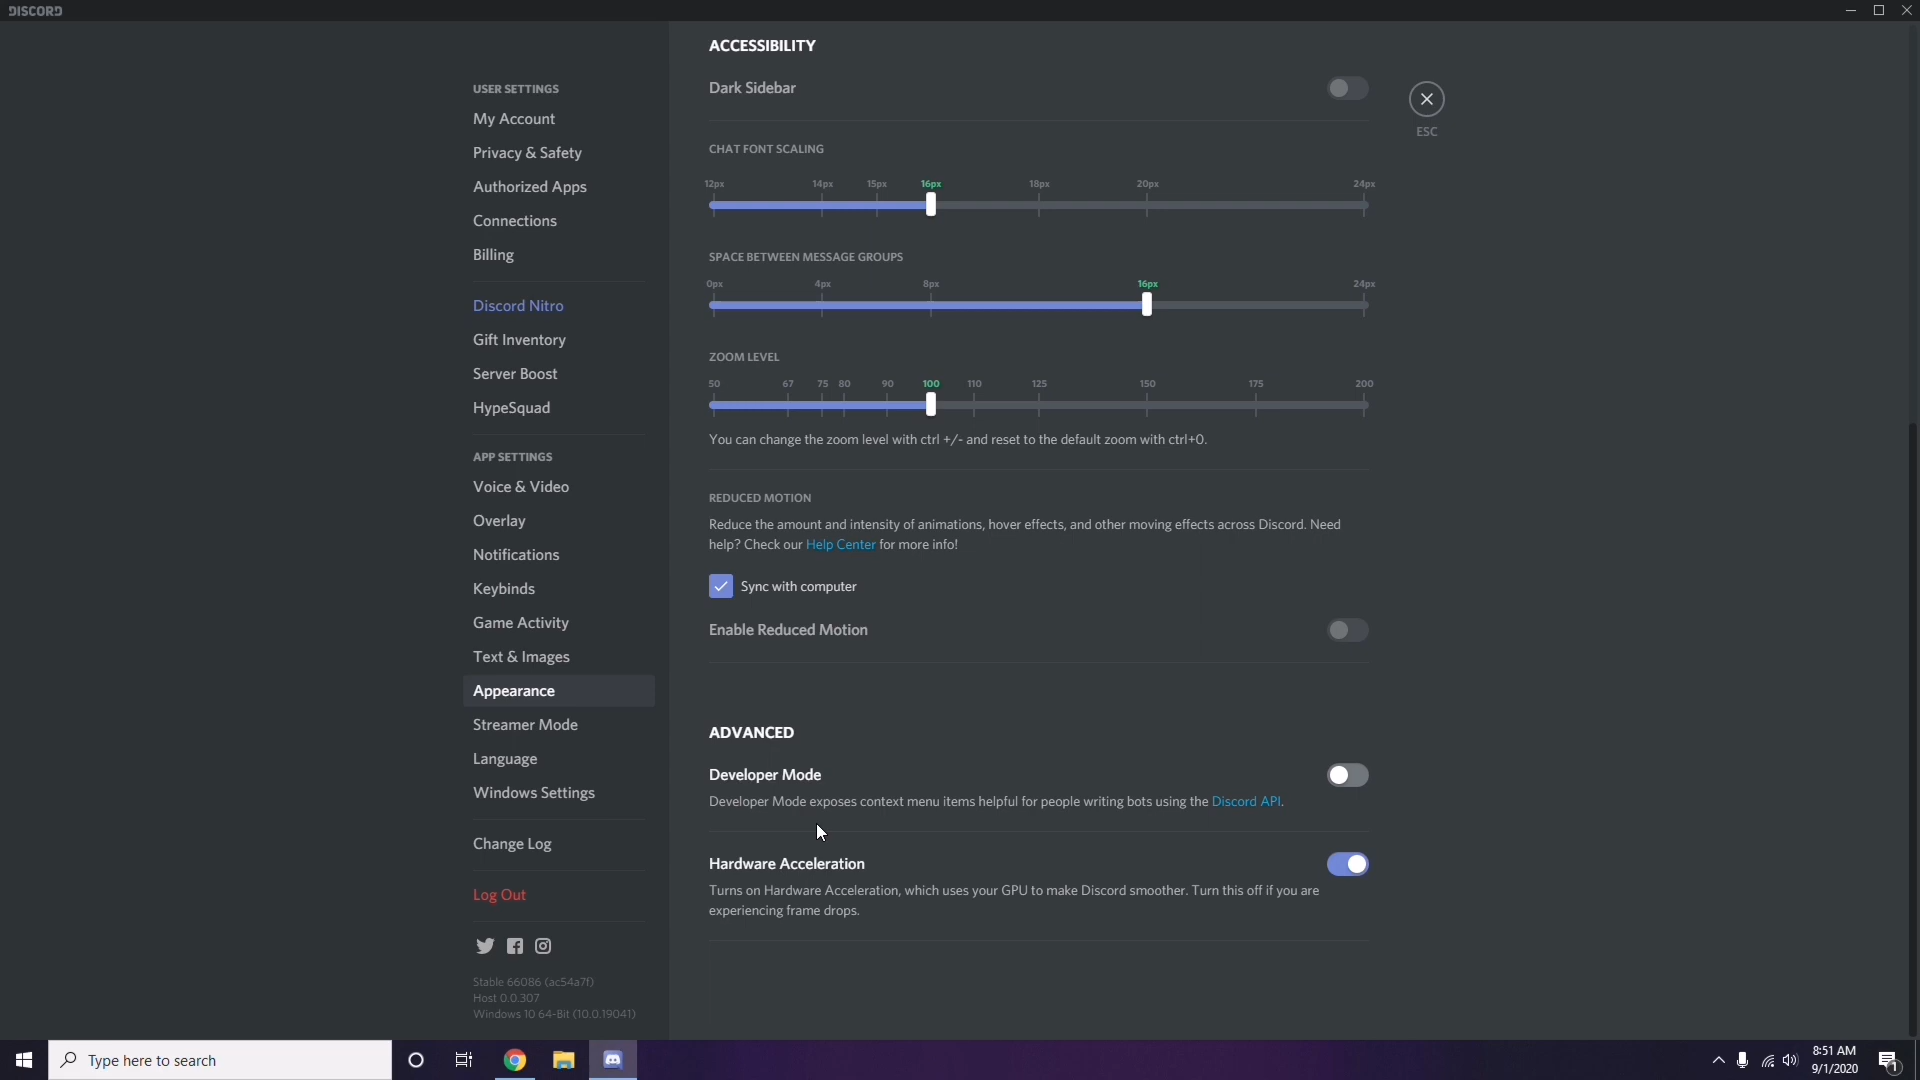 DISCORD
USER SETTINGS
My Account
Privacy & Safety
Authorized Apps
Connections
Billing
Discord Nitro
Gift Inventory
Server Boost
HypeSquad
APP SETTINGS
Voice & Video
Overlay
Notifications
Keybinds
Game Activity
Text & Images
Appearance
Streamer Mode
Language
Windows Settings
Change Log
Log Out
Stable 66086 (ac54a7f)
Host 0.0.307
Windows 10 64-Bit (10.0.19041)
ACCESSIBILITY
Dark Sidebar
ESC
CHAT FONT SCALING
12px 14px 15px 16px 18px 20px 24px
SPACE BETWEEN MESSAGE GROUPS
0px 4px 8px 16px 24px
ZOOM LEVEL
50 67 75 80 90 100 110 125 150 175 200
You can change the zoom level with ctrl +/- and reset to the default zoom with ctrl+0.
REDUCED MOTION
Reduce the amount and intensity of animations, hover effects, and other moving effects across Discord. Need
help? Check our Help Center for more info!
Sync with computer
Enable Reduced Motion
ADVANCED
Developer Mode
Developer Mode exposes context menu items helpful for people writing bots using the Discord API.
Hardware Acceleration
Turns on Hardware Acceleration, which uses your GPU to make Discord smoother. Turn this off if you are
experiencing frame drops.
Type here to search
8:51 AM
9/1/2020
1